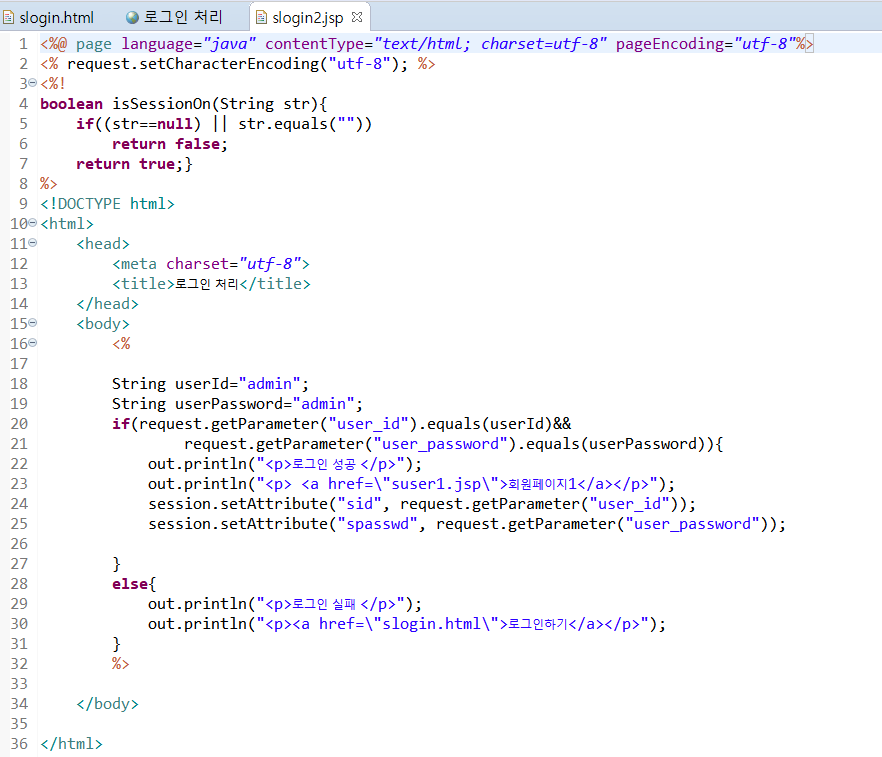 slogin.html 로그인 처리 slogin2.jsp
1 <%@ page language="java" contentType="text/html; charset=utf-8" pageEncoding="utf-8"%>
2 <% request.setCharacterEncoding("utf-8"); %>
3 <%!
4 boolean isSessionOn(String str){
5     if((str==null) || str.equals(""))
6         return false;
7     return true;}
8 %>
9 <!DOCTYPE html>
10 <html>
11     <head>
12         <meta charset="utf-8">
13         <title>로그인 처리</title>
14     </head>
15     <body>
16         <%
17
18         String userId="admin";
19         String userPassword="admin";
20         if(request.getParameter("user_id").equals(userId)&&
21                 request.getParameter("user_password").equals(userPassword)){
22             out.println("<p>로그인 성공 </p>");
23             out.println("<p> <a href=\"suser1.jsp\">회원페이지1</a></p>");
24             session.setAttribute("sid", request.getParameter("user_id"));
25             session.setAttribute("spasswd", request.getParameter("user_password"));
26
27         }
28         else{
29             out.println("<p>로그인 실패 </p>");
30             out.println("<p><a href=\"slogin.html\">로그인하기</a></p>");
31         }
32         %>
33
34     </body>
35
36 </html>